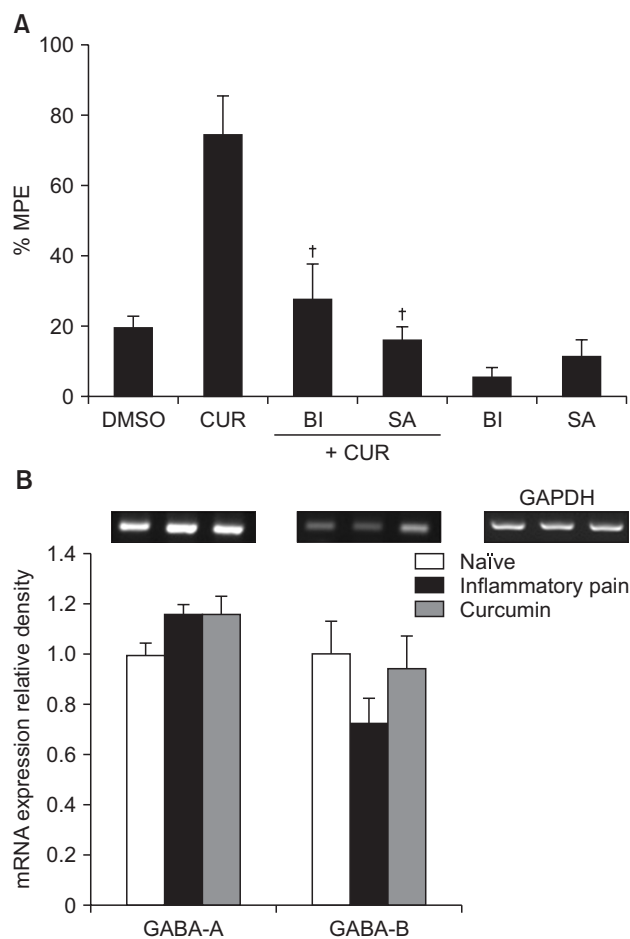 A
100
80
60
40
20
0
% MPE
†
†
DMSO CUR BI SA BI SA
+ CUR
B
GAPDH
Naïve
Inflammatory pain
Curcumin
1.4
1.2
1.0
0.8
0.6
0.4
0.2
0
mRNA expression relative density
GABA-A GABA-B